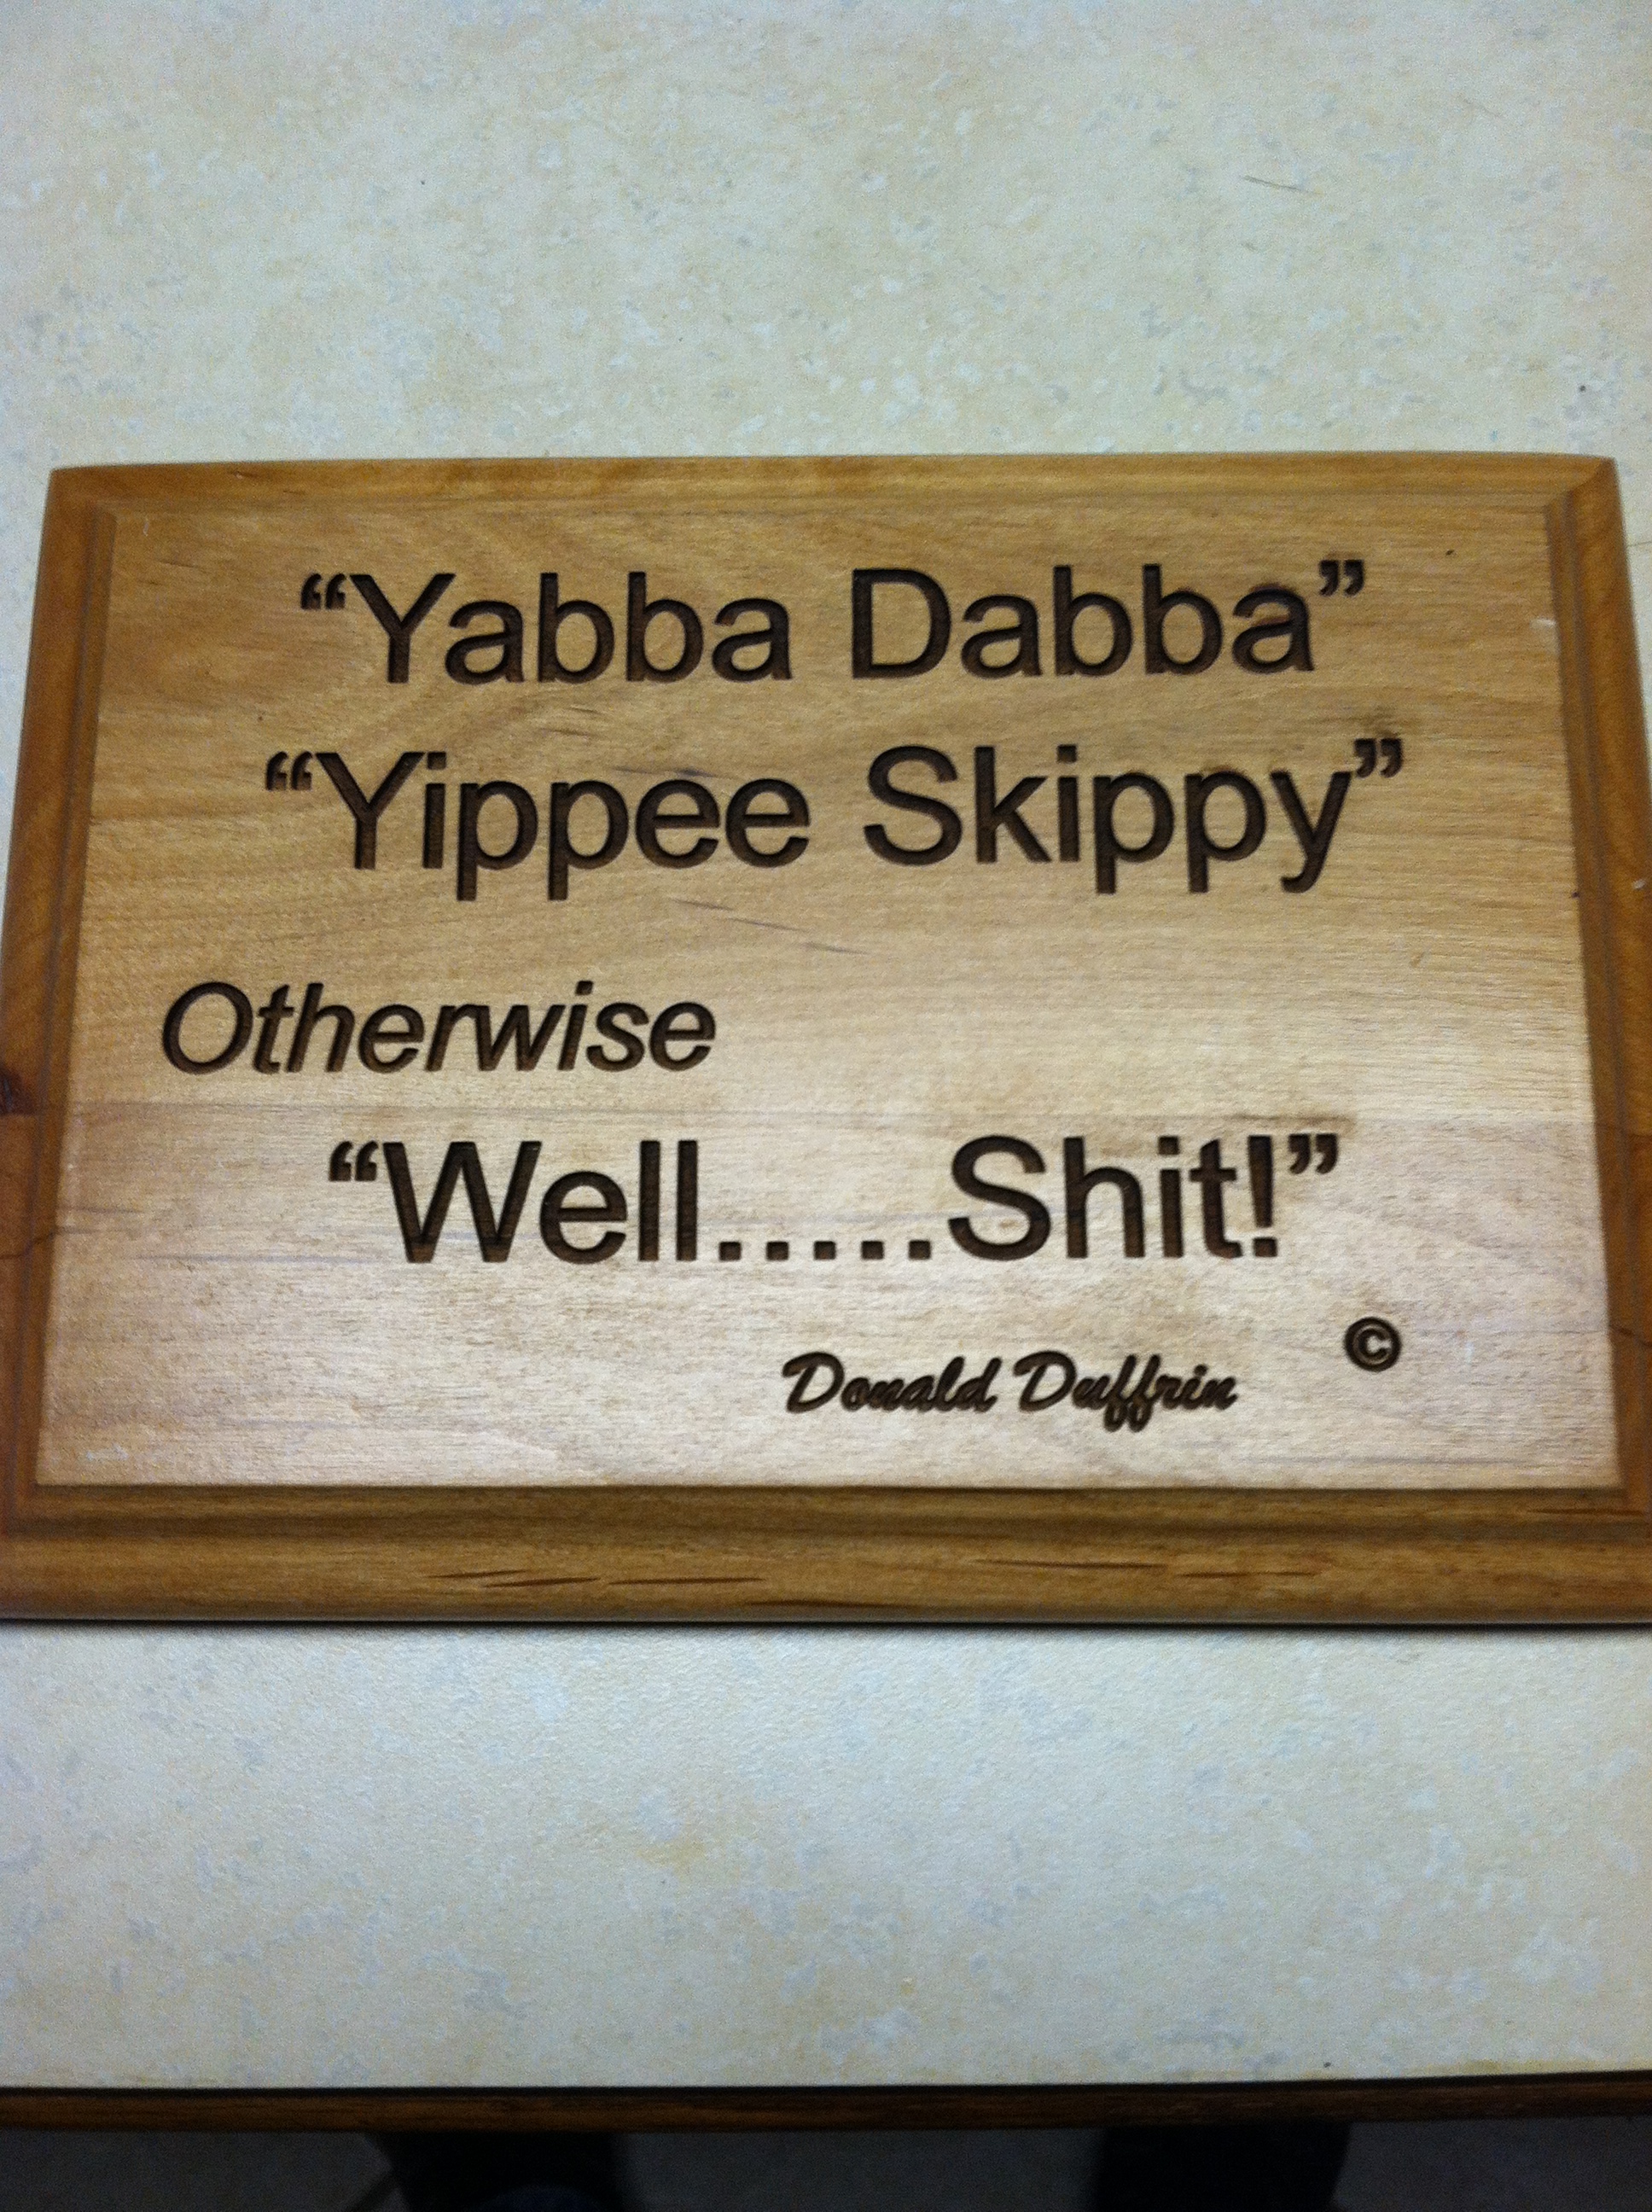 “Yabba Dabba”
“Yippee Skippy”
Otherwise
“Well.....Shit!”
©
Donald Duffrin